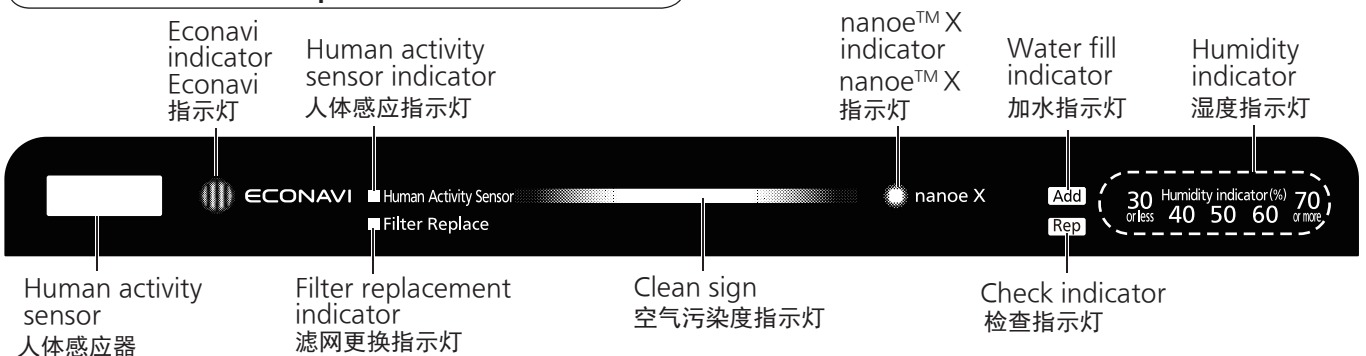 Econavi
indicator
Econavi
指示灯
Human activity
sensor indicator
人体感应指示灯
nanoe™ X
indicator
nanoe™ X
指示灯
Water fill
indicator
加水指示灯
Humidity
indicator
湿度指示灯
ECONAVI
Human Activity Sensor
Filter Replace
nanoe X
Add
Rep
Humidity indicator(%)
30 or less 40 50 60 70 or more
Human activity
sensor
人体感应器
Filter replacement
indicator
滤网更换指示灯
Clean sign
空气污染度指示灯
Check indicator
检查指示灯